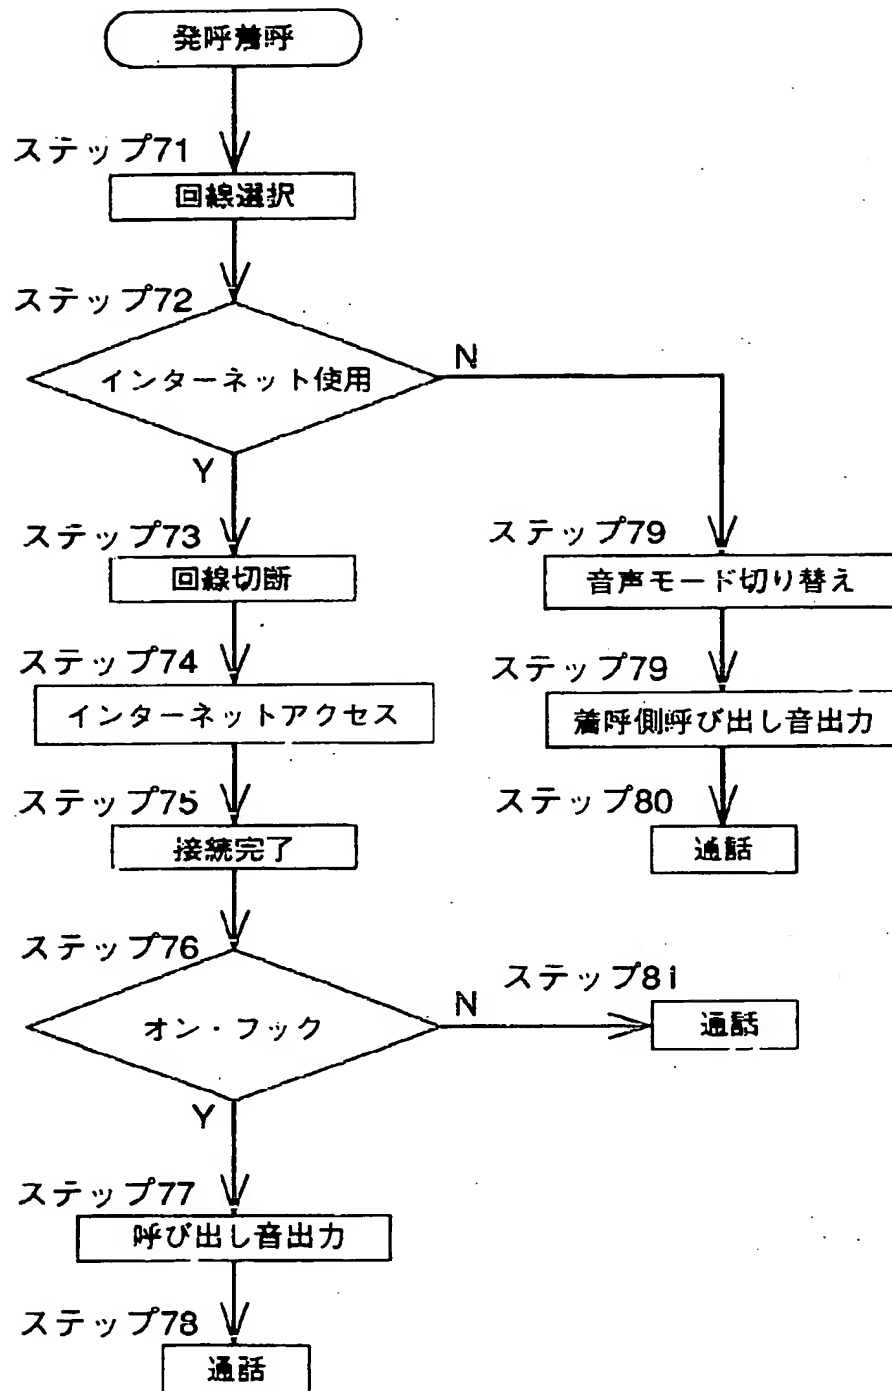 発呼着呼
ステップ71
回線選択
ステップ72
インターネット使用
N
Y
ステップ73
回線切断
ステップ79
音声モード切り替え
ステップ74
インターネットアクセス
ステップ79
着呼側呼び出し音出力
ステップ75
接続完了
ステップ80
通話
ステップ76
オン・フック
N
ステップ81
通話
Y
ステップ77
呼び出し音出力
ステップ78
通話